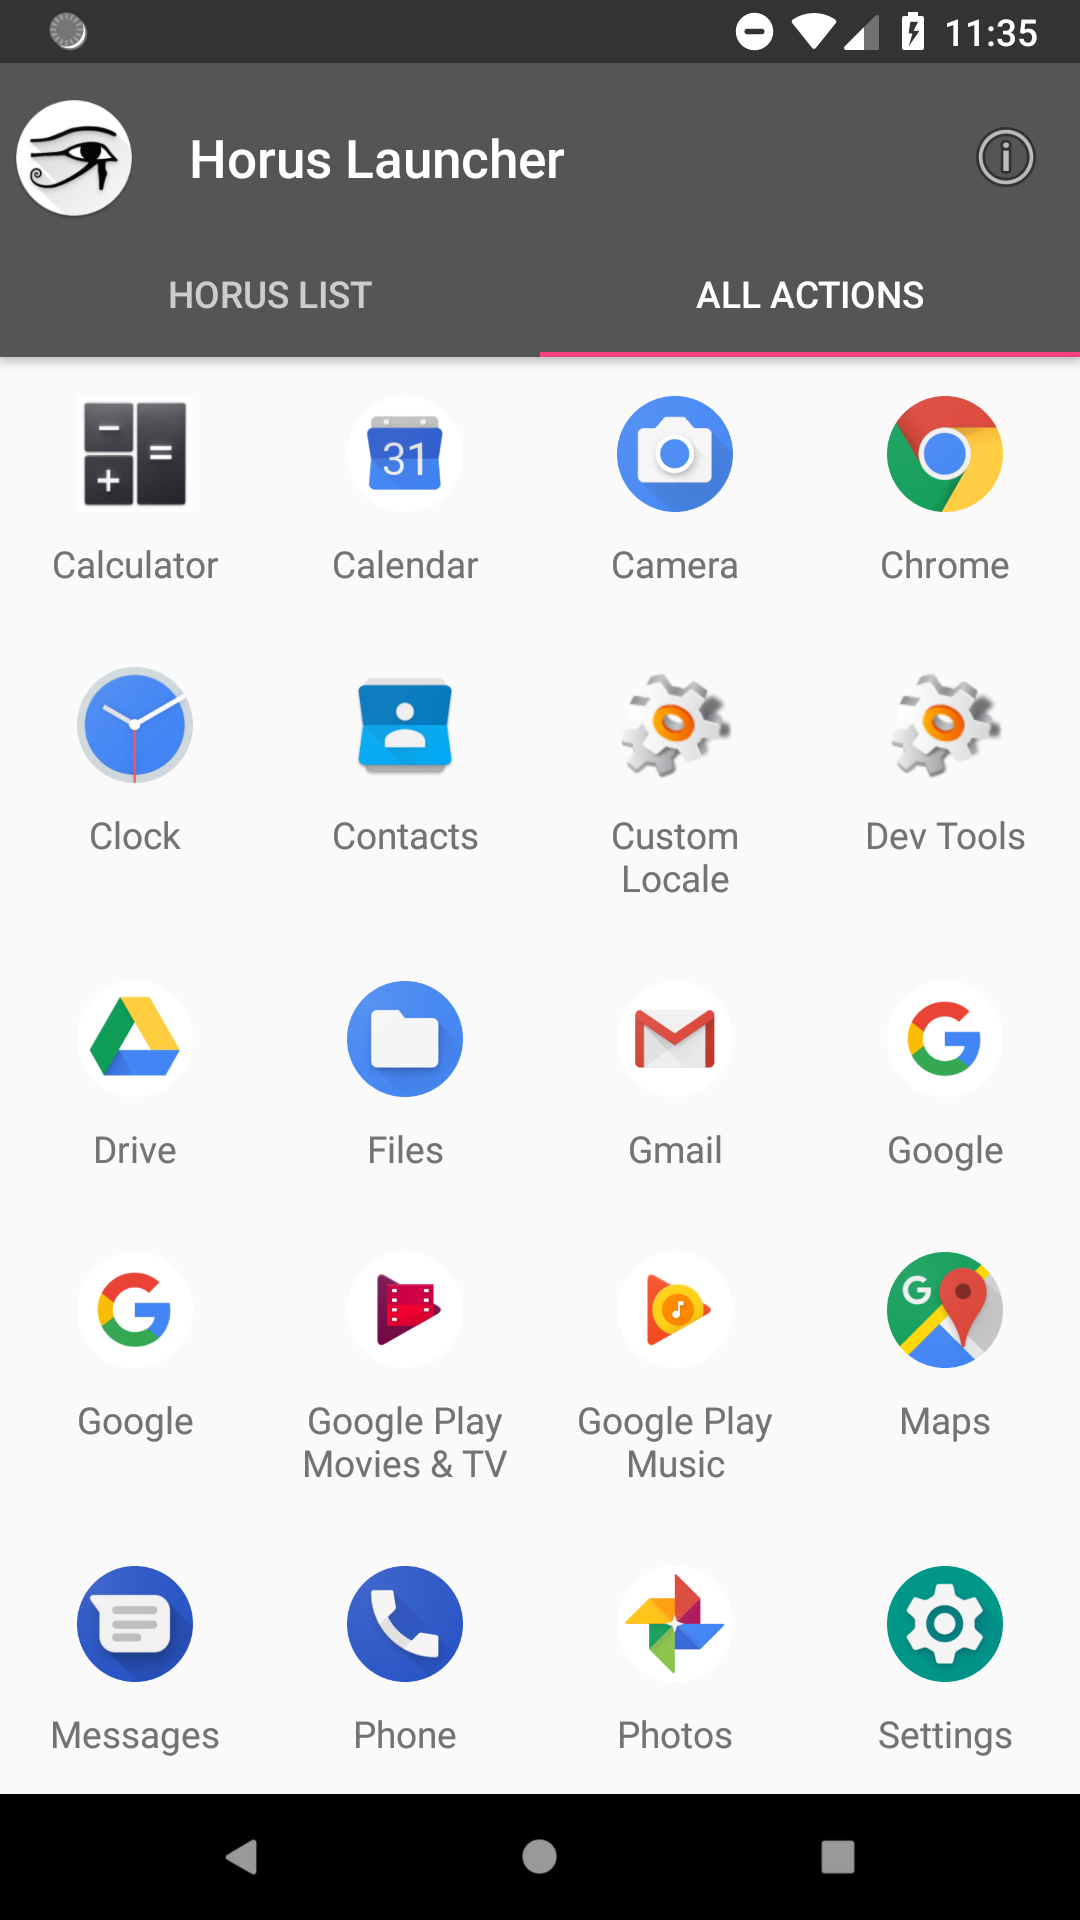 11:35
Horus Launcher
HORUS LIST
ALL ACTIONS
31
Calculator
Calendar
Camera
Chrome
Clock
Contacts
Custom
Locale
Dev Tools
Drive
Files
Gmail
Google
Google
Google Play
Movies & TV
Google Play
Music
Maps
Messages
Phone
Photos
Settings